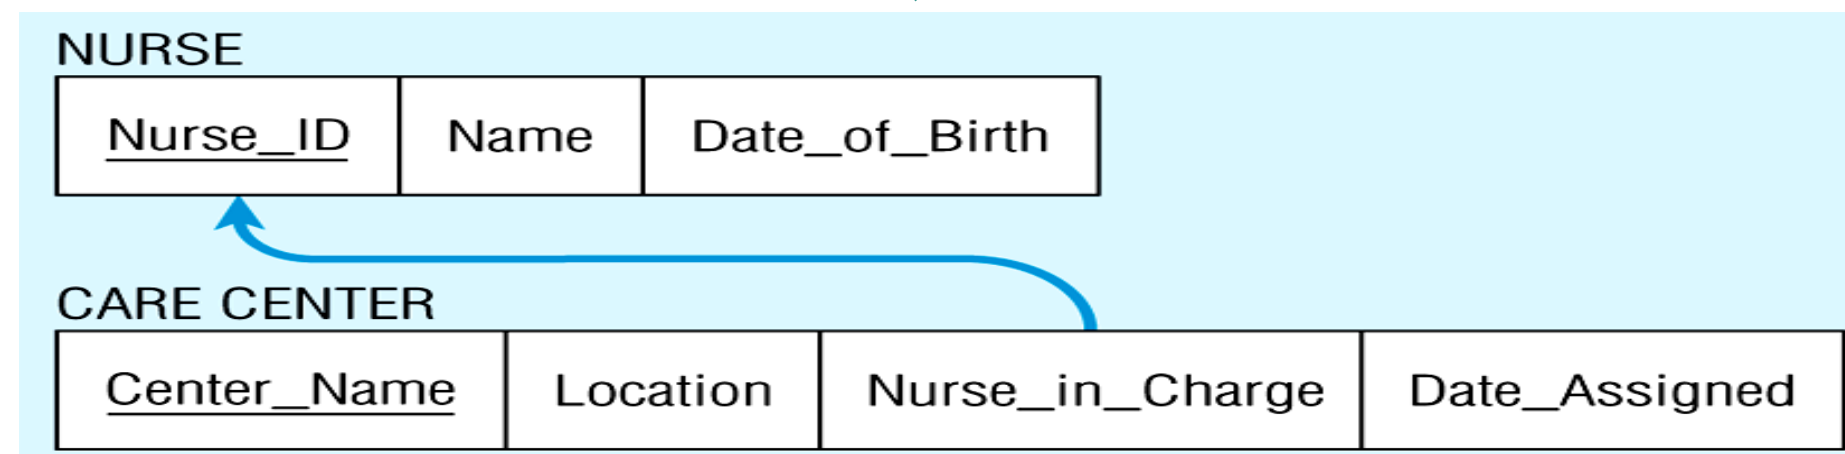 NURSE
Nurse_ID Name Date_of_Birth
CARE CENTER
Center_Name Location Nurse_in_Charge Date_Assigned